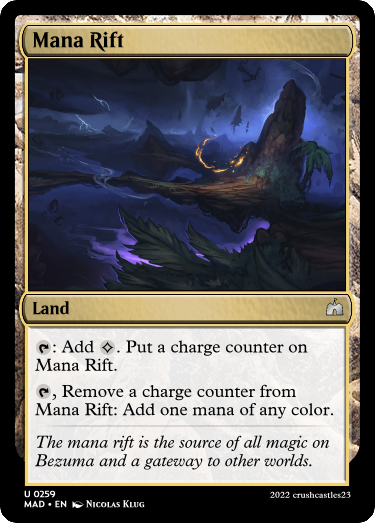 Mana Rift
Land
: Add . Put a charge counter on
Mana Rift.
, Remove a charge counter from
Mana Rift: Add one mana of any color.
The mana rift is the source of all magic on
Bezuma and a gateway to other worlds.
U 0259
MAD • EN Nicolas Klug
2022 crushcastles23